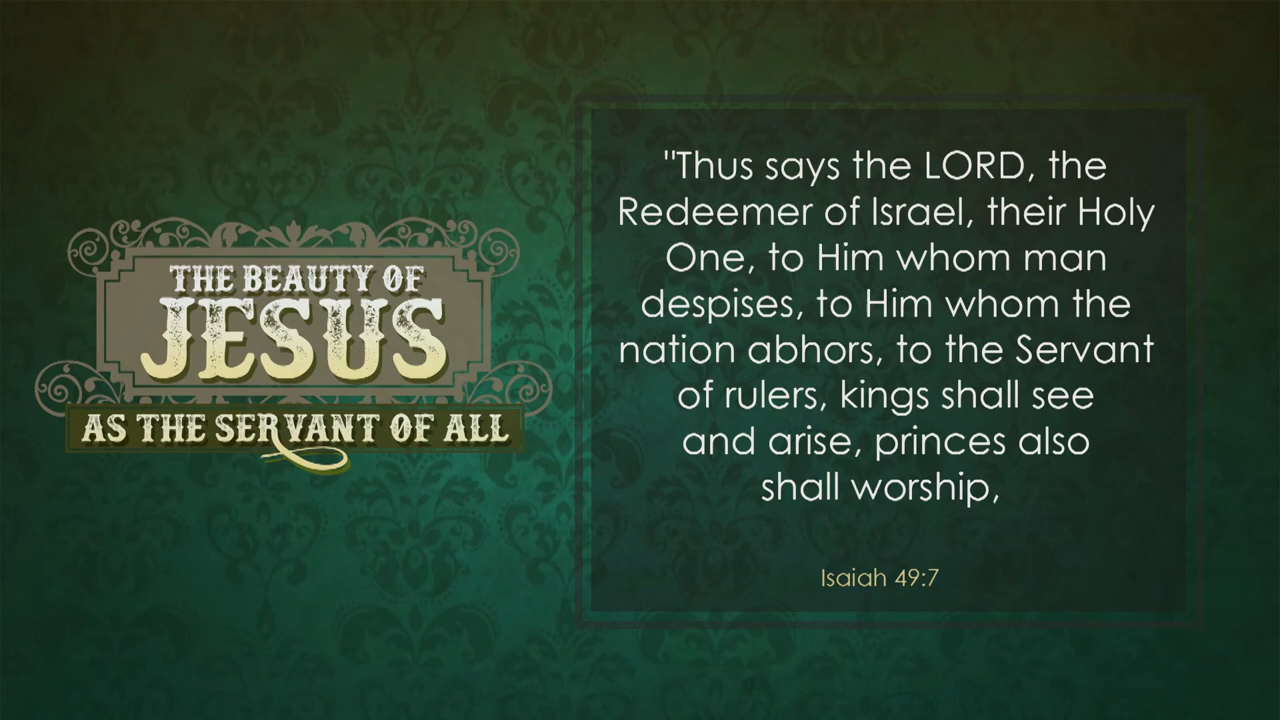 THE BEAUTY OF
JESUS
AS THE SERVANT OF ALL
"Thus says the LORD, the
Redeemer of Israel, their Holy
One, to Him whom man
despises, to Him whom the
nation abhors, to the Servant
of rulers, kings shall see
and arise, princes also
shall worship,
Isaiah 49:7